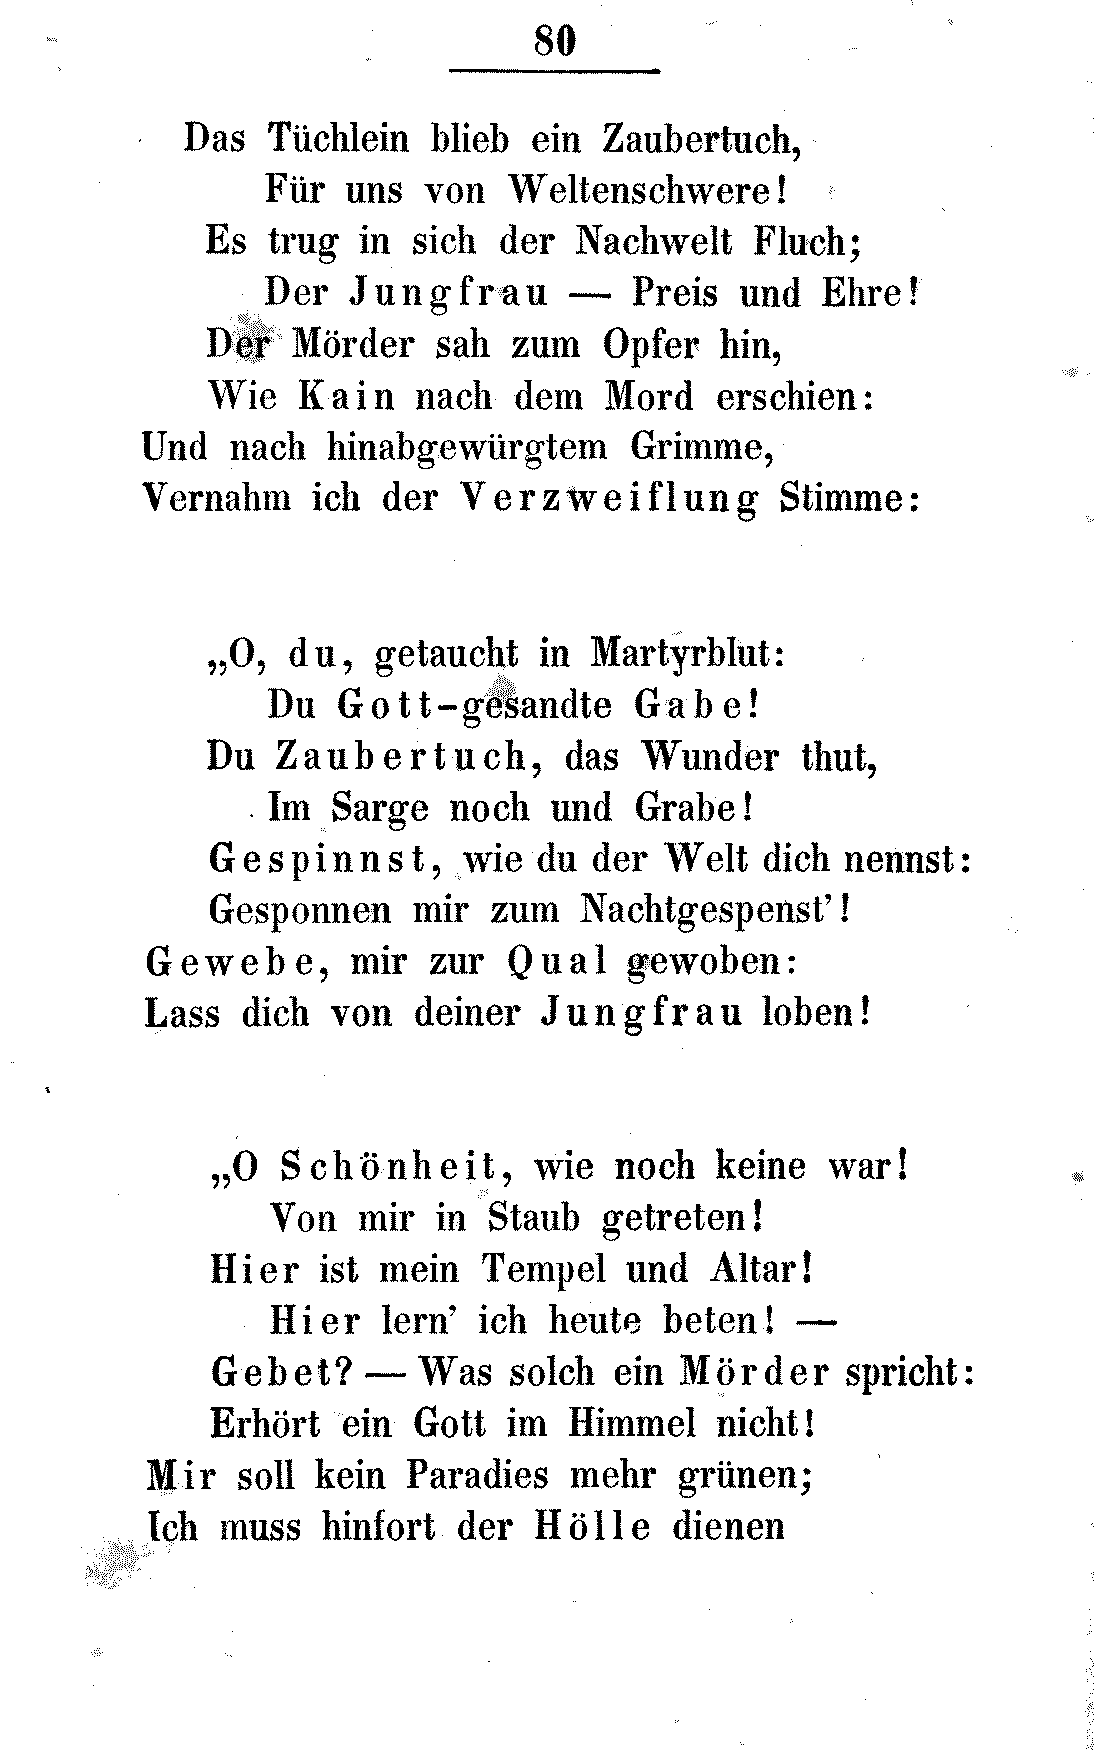 80
Das Tüchlein blieb ein Zaubertuch,
Für uns von Weltenschwere!
Es trug in sich der Nachwelt Fluch;
Der Jungfrau — Preis und Ehre!
Der Mörder sah zum Opfer hin,
Wie Kain nach dem Mord erschien:
Und nach hinabgewürgtem Grimme,
Vernahm ich der Verzweiflung Stimme:
„O, du, getaucht in Martyrblut:
Du Gott-gesandte Gabe!
Du Zaubertuch, das Wunder thut,
Im Sarge noch und Grabe!
Gespinnst, wie du der Welt dich nennst:
Gesponnen mir zum Nachtgespenst’!
Gewebe, mir zur Qual gewoben:
Lass dich von deiner Jungfrau loben!
„O Schönheit, wie noch keine war!
Von mir in Staub getreten!
Hier ist mein Tempel und Altar!
Hier lern’ ich heute beten! —
Gebet? — Was solch ein Mörder spricht:
Erhört ein Gott im Himmel nicht!
Mir soll kein Paradies mehr grünen;
Ich muss hinfort der Hölle dienen